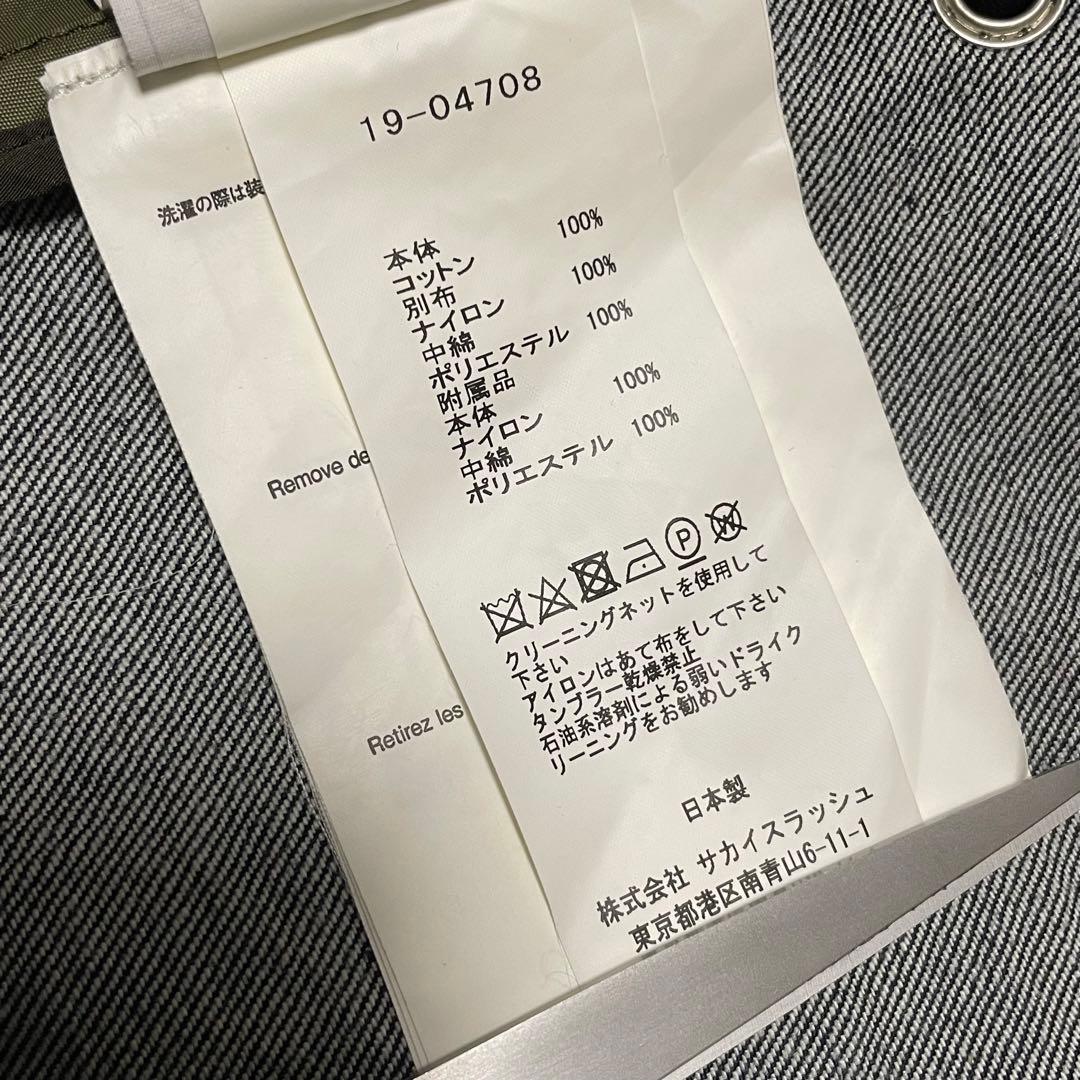 19-04708
洗濯の際は装
本体
コットン 100%
別布
ナイロン 100%
中綿
ポリエステル 100%
附属品
本体
ナイロン 100%
中綿
ポリエステル 100%
Remove de
P
W
クリーニングネットを使用して
下さい
アイロンはあて布をして下さい
タンブラー乾燥禁止
石油系溶剤による弱いドライク
リーニングをお勧めします
Retirez les
日本製
株式会社 サカイスラッシュ
東京都港区南青山6-11-1